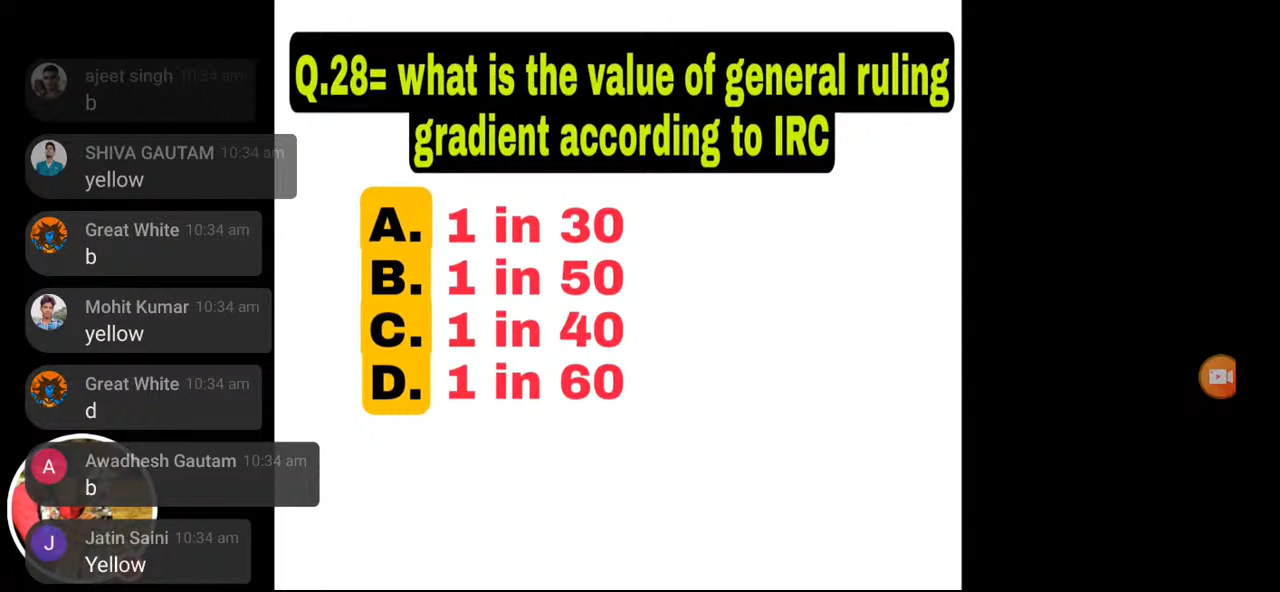 ajeet singh 10:34 am
b
SHIVA GAUTAM 10:34 am
yellow
Great White 10:34 am
b
Mohit Kumar 10:34 am
yellow
Great White 10:34 am
d
A
Awadhesh Gautam 10:34 am
b
J
Jatin Saini 10:34 am
Yellow
Q.28= what is the value of general ruling
gradient according to IRC
A. 1 in 30
B. 1 in 50
C. 1 in 40
D. 1 in 60